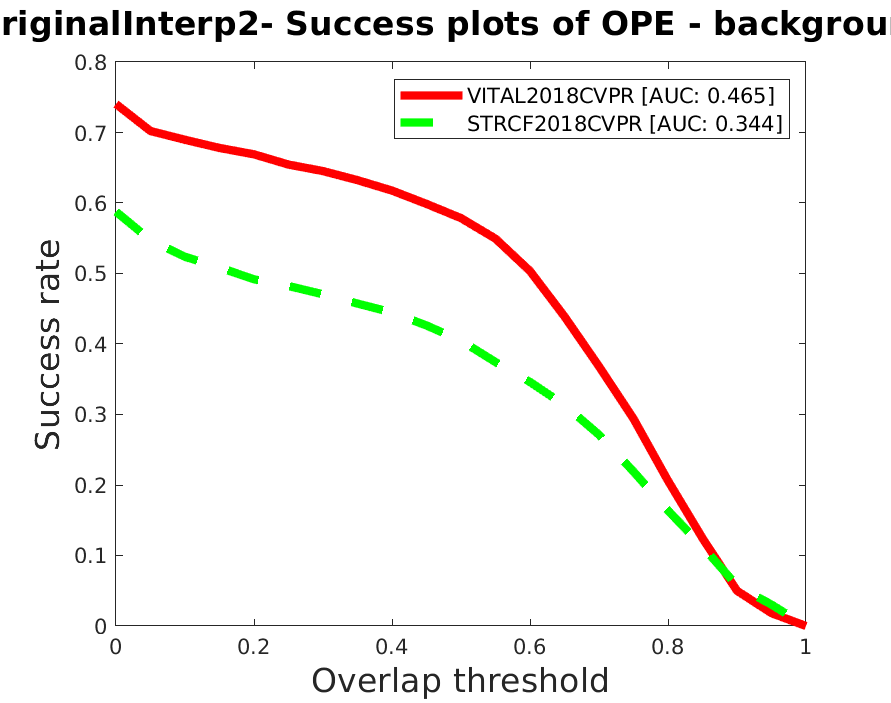 riginalInterp2- Success plots of OPE - backgrou
VITAL2018CVPR [AUC: 0.465]
STRCF2018CVPR [AUC: 0.344]
Success rate
0.8
0.7
0.6
0.5
0.4
0.3
0.2
0.1
0
0 0.2 0.4 0.6 0.8 1
Overlap threshold